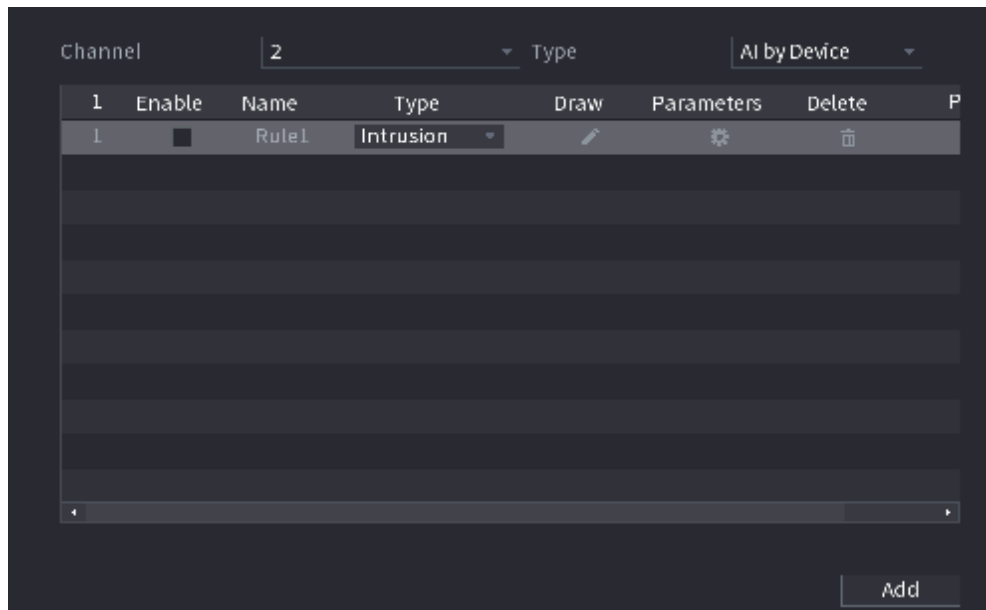 Channel 2 Type AI by Device
1 Enable Name Type Draw Parameters Delete P
1 Rule1 Intrusion
Add